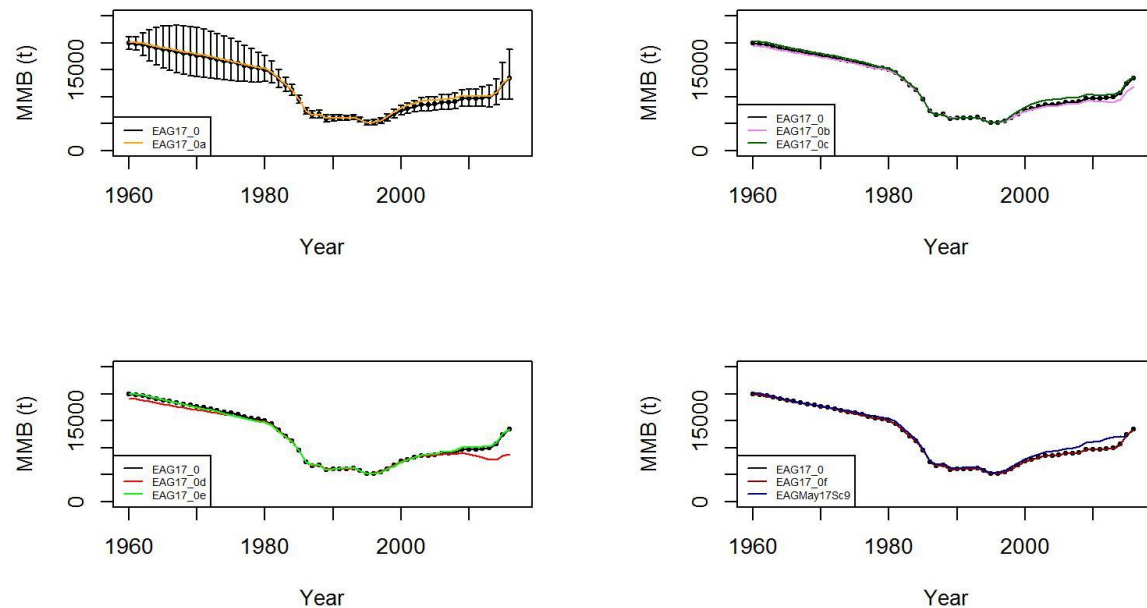 MMB (t)
15000
0
EAG17_0
EAG17_0a
1960
1980
2000
Year
MMB (t)
15000
0
EAG17_0
EAG17_0b
EAG17_0c
1960
1980
2000
Year
MMB (t)
15000
0
EAG17_0
EAG17_0d
EAG17_0e
1960
1980
2000
Year
MMB (t)
15000
0
EAG17_0
EAG17_0f
EAGMay17Sc9
1960
1980
2000
Year